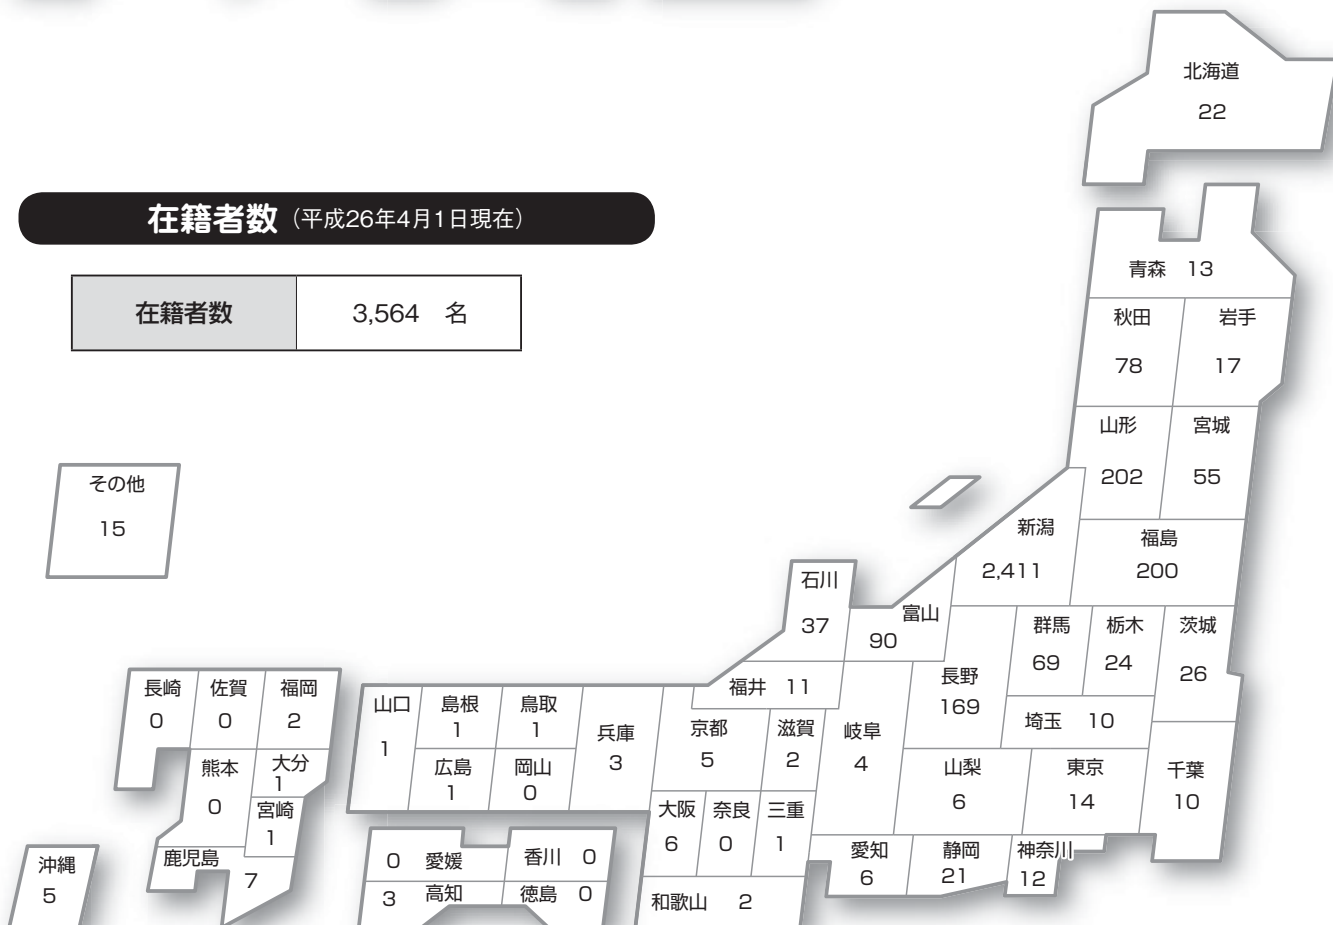 北海道
22
在籍者数(平成26年4月1日現在)
在籍者数 3,564 名
青森 13
秋田 岩手
78 17
山形 宮城
202 55
その他
15
新潟
2,411
福島
200
石川
37
富山
90
群馬 栃木 茨城
69 24 26
長野
169
福井 11
埼玉 10
長崎 佐賀 福岡
0 0 2
山口
1
島根 鳥取
1 1
兵庫
3
京都 滋賀
5 2
岐阜
4
山梨 東京 千葉
6 14 10
熊本
0
大分
1
宮崎
1
広島 岡山
1 0
大阪 奈良 三重
6 0 1
鹿児島
7
沖縄
5
0 愛媛 香川 0
3 高知 徳島 0
愛知 静岡 神奈川
6 21 12
和歌山 2